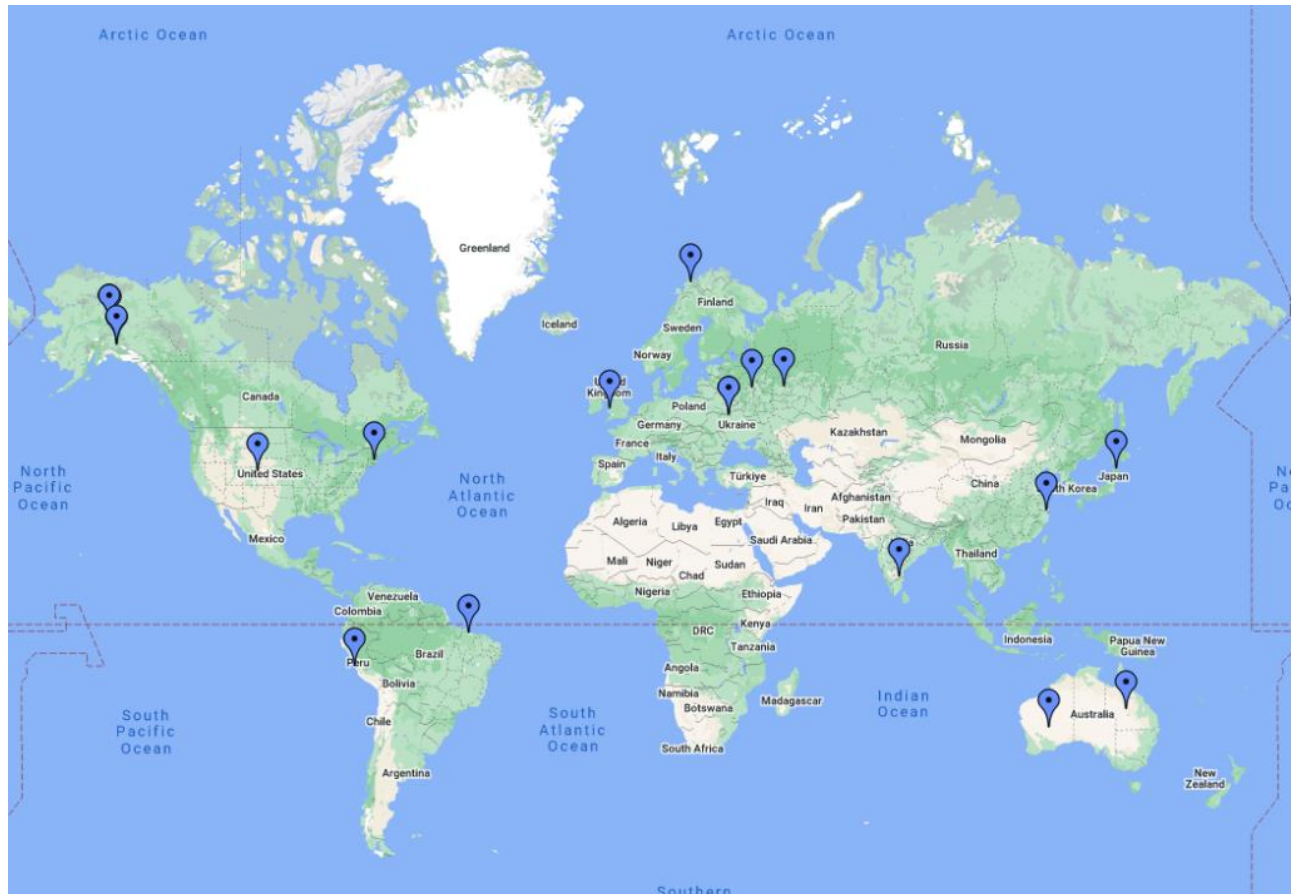 Arctic Ocean
Arctic Ocean
Greenland
Iceland
Finland
Sweden
Norway
Russia
United
Kingdom
Canada
Poland
Germany
Ukraine
France
Kazakhstan
Mongolia
North
Pacific
Ocean
United States
North
Atlantic
Ocean
Spain
Italy
Türkiye
China
Japan
th Korea
Iraq
Iran
Afghanistan
Pakistan
Algeria
Libya
Egypt
Saudi Arabia
Mexico
Mali
Niger
Chad
Sudan
Thailand
Nigeria
Ethiopia
Venezuela
Colombia
DRC
Kenya
Tanzania
Indonesia
Papua New
Guinea
Peru
Brazil
Bolivia
Angola
Namibia
Botswana
Madagascar
Indian
Ocean
Australia
South
Pacific
Ocean
Chile
South
Atlantic
Ocean
South Africa
Argentina
New
Zealand
Southern